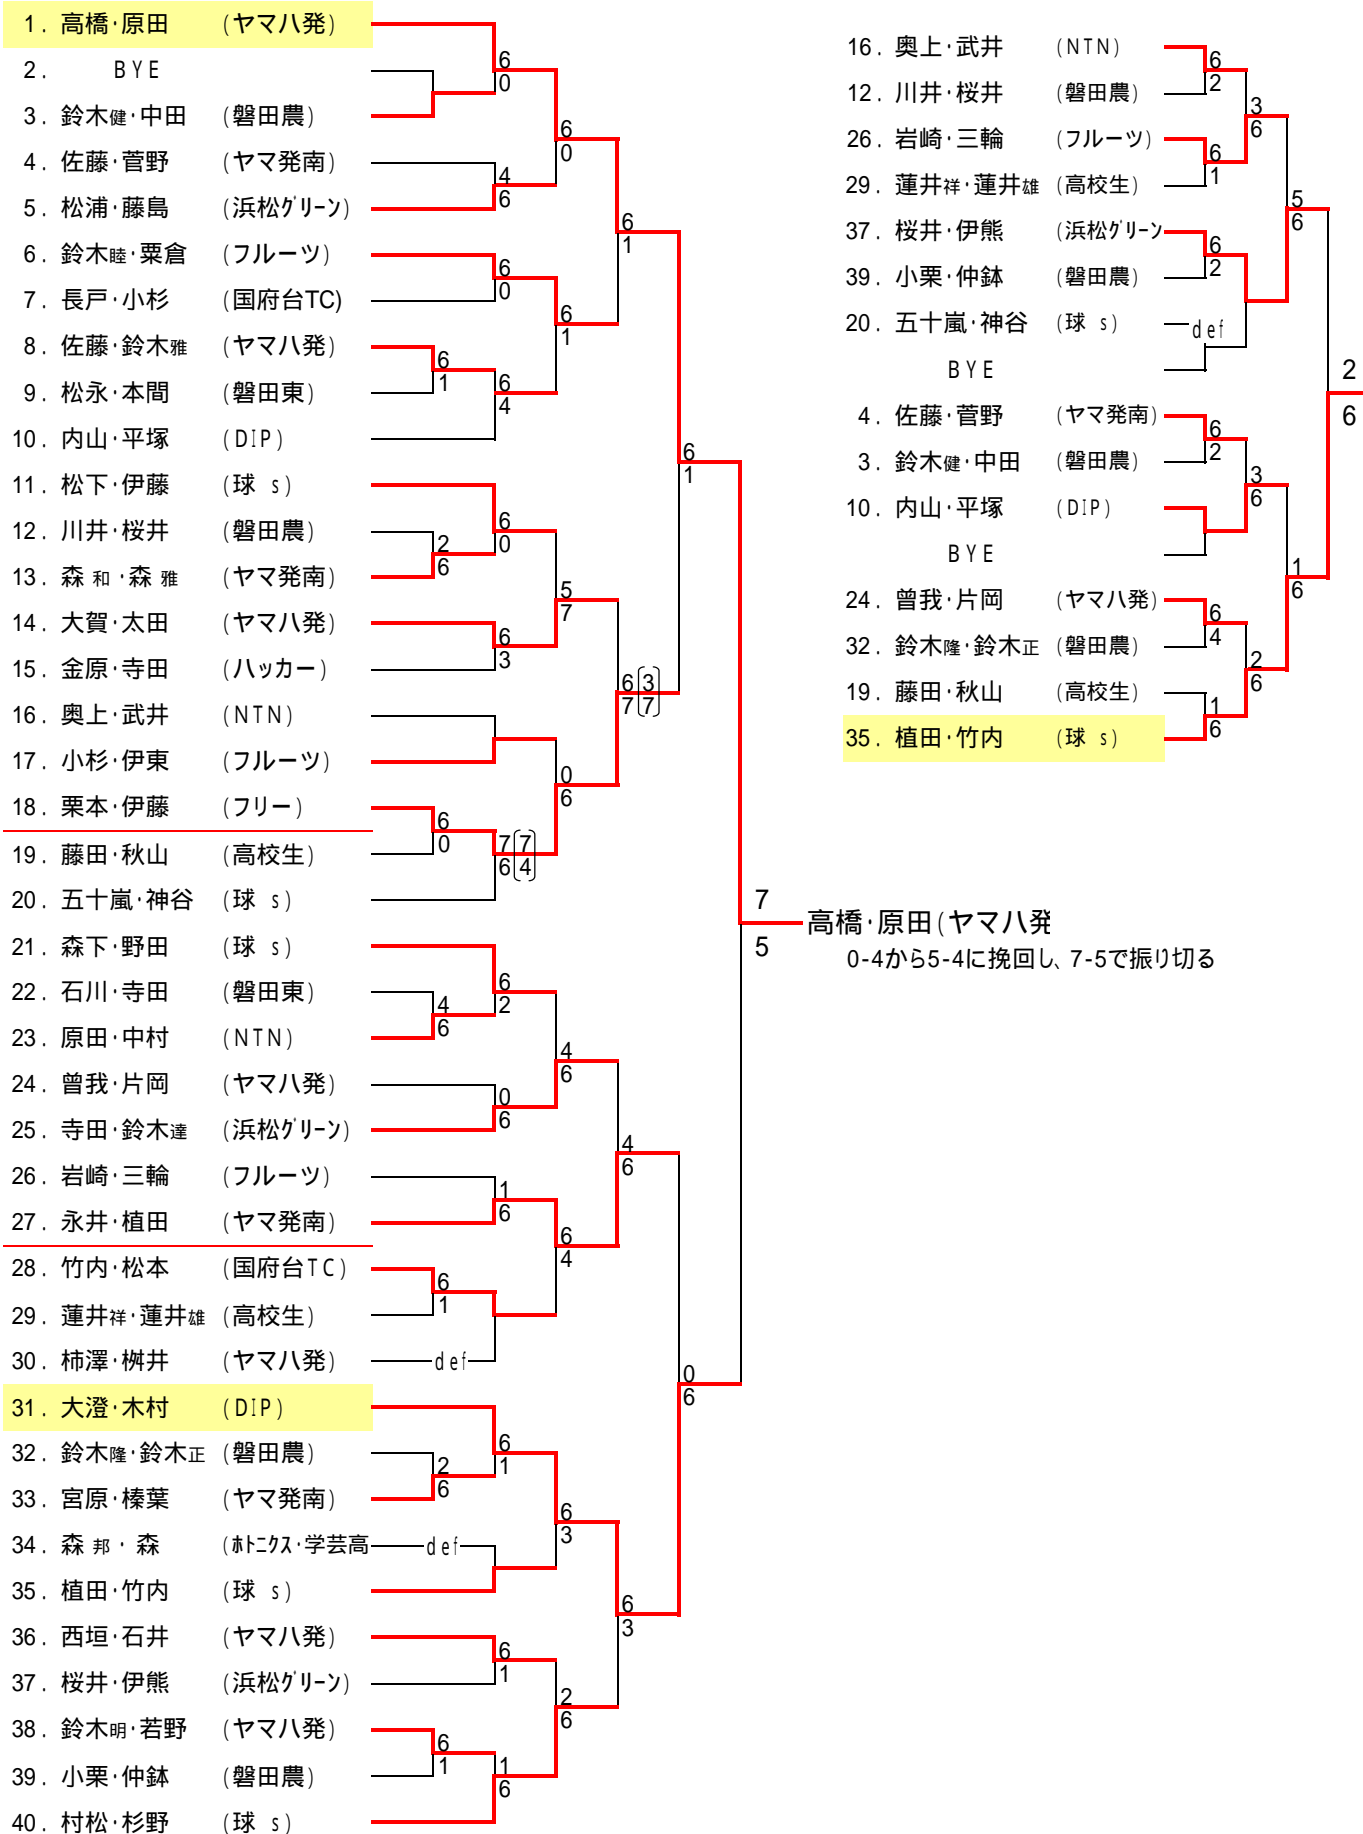 1. 高橋･原田 (ヤマハ発)
2. BYE
3. 鈴木健･中田 (磐田農)
4. 佐藤･菅野 (ヤマ発南)
5. 松浦･藤島 (浜松グリーン)
6. 鈴木睦･粟倉 (フルーツ)
7. 長戸･小杉 (国府台TC)
8. 佐藤･鈴木雅 (ヤマハ発)
9. 松永･本間 (磐田東)
10. 内山･平塚 (DIP)
11. 松下･伊藤 (球 s)
12. 川井･桜井 (磐田農)
13. 森 和 ･森 雅 (ヤマ発南)
14. 大賀･太田 (ヤマハ発)
15. 金原･寺田 (ハッカー)
16. 奥上･武井 (NTN)
17. 小杉･伊東 (フルーツ)
18. 栗本･伊藤 (フリー)
19. 藤田･秋山 (高校生)
20. 五十嵐･神谷 (球 s)
21. 森下･野田 (球 s)
22. 石川･寺田 (磐田東)
23. 原田･中村 (NTN)
24. 曽我･片岡 (ヤマハ発)
25. 寺田･鈴木達 (浜松グリーン)
26. 岩崎･三輪 (フルーツ)
27. 永井･植田 (ヤマ発南)
28. 竹内･松本 (国府台TC)
29. 蓮井祥･蓮井雄 (高校生)
30. 柿澤･桝井 (ヤマハ発) def
31. 大澄･木村 (DIP)
32. 鈴木隆･鈴木正 (磐田農)
33. 宮原･榛葉 (ヤマ発南)
34. 森 邦 ･ 森 (ホトニクス･学芸高 def
35. 植田･竹内 (球 s)
36. 西垣･石井 (ヤマハ発)
37. 桜井･伊熊 (浜松グリーン)
38. 鈴木明･若野 (ヤマハ発)
39. 小栗･仲鉢 (磐田農)
40. 村松･杉野 (球 s)
6
1
2
6
6
0
4
6
6
1
2
6
6
1
6
0
4
6
6
0
6
4
6
0
6
3
7(7
6(4)
6
2
0
6
1
6
6
1
6
1
1
6
6
0
6
1
5
7
0
6
4
6
6
4
6
3
2
6
6
1
6(3
7(7)
4
6
6
3
6
1
0
6
7
5
高橋･原田(ヤマハ発
0-4から5-4に挽回し、7-5で振り切る
16. 奥上･武井 (NTN)
12. 川井･桜井 (磐田農)
26. 岩崎･三輪 (フルーツ)
29. 蓮井祥･蓮井雄 (高校生)
37. 桜井･伊熊 (浜松グリーン
39. 小栗･仲鉢 (磐田農)
20. 五十嵐･神谷 (球 s) def
BYE
4. 佐藤･菅野 (ヤマ発南)
3. 鈴木健･中田 (磐田農)
10. 内山･平塚 (DIP)
BYE
24. 曽我･片岡 (ヤマハ発)
32. 鈴木隆･鈴木正 (磐田農)
19. 藤田･秋山 (高校生)
35. 植田･竹内 (球 s)
6
2
6
1
6
2
6
2
6
4
1
6
3
6
3
6
2
6
5
6
1
6
2
6